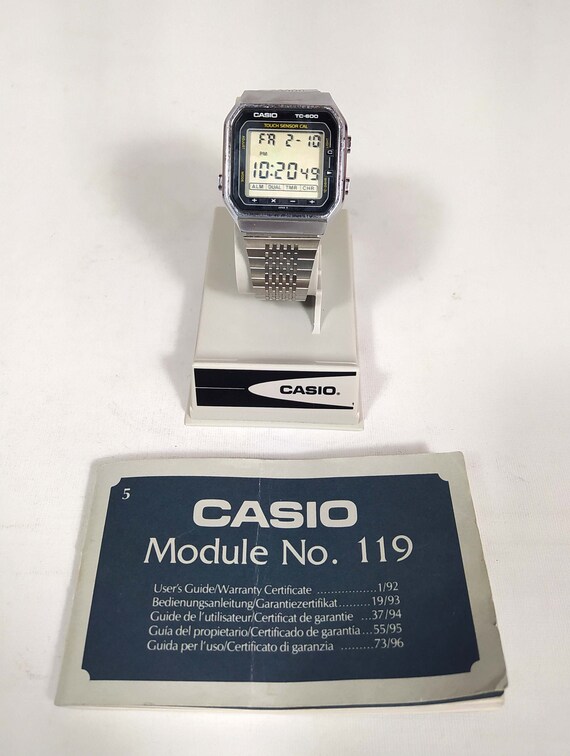 CASIO TC-600
TOUCH SENSOR CAL
FR 2-10
PM
10:20 49
ALM DUAL TMR CHR
+ × − ÷
CASIO®
5
CASIO
Module No. 119
User's Guide/Warranty Certificate .................1/92
Bedienungsanleitung/Garantiezertifikat.........19/93
Guide de l'utilisateur/Certificat de garantie ...37/94
Guía del propietario/Certificado de garantía ...55/95
Guida per l'uso/Certificato di garanzia .........73/96